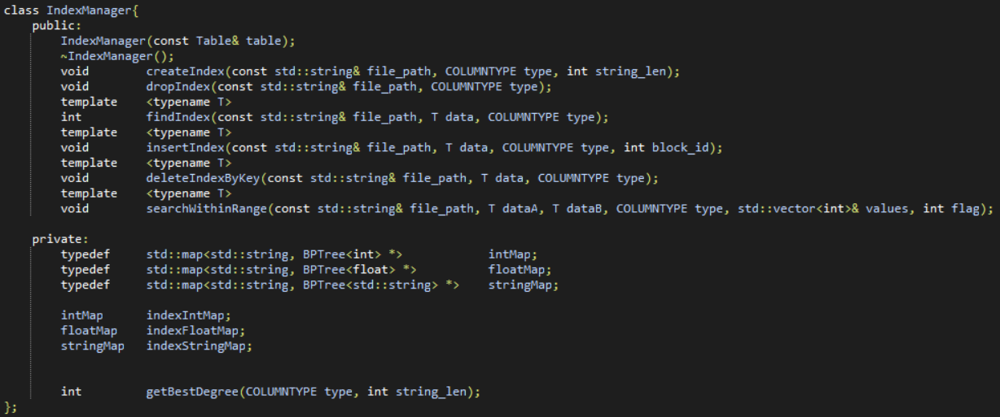 class IndexManager{
    public:
        IndexManager(const Table& table);
        ~IndexManager();
        void        createIndex(const std::string& file_path, COLUMNTYPE type, int string_len);
        void        dropIndex(const std::string& file_path, COLUMNTYPE type);
        template    <typename T>
        int         findIndex(const std::string& file_path, T data, COLUMNTYPE type);
        template    <typename T>
        void        insertIndex(const std::string& file_path, T data, COLUMNTYPE type, int block_id);
        template    <typename T>
        void        deleteIndexByKey(const std::string& file_path, T data, COLUMNTYPE type);
        template    <typename T>
        void        searchWithinRange(const std::string& file_path, T dataA, T dataB, COLUMNTYPE type, std::vector<int>& values, int flag);
    private:
        typedef     std::map<std::string, BPTree<int> *>            intMap;
        typedef     std::map<std::string, BPTree<float> *>          floatMap;
        typedef     std::map<std::string, BPTree<std::string> *>    stringMap;
        intMap      indexIntMap;
        floatMap    indexFloatMap;
        stringMap   indexStringMap;
        int         getBestDegree(COLUMNTYPE type, int string_len);
};